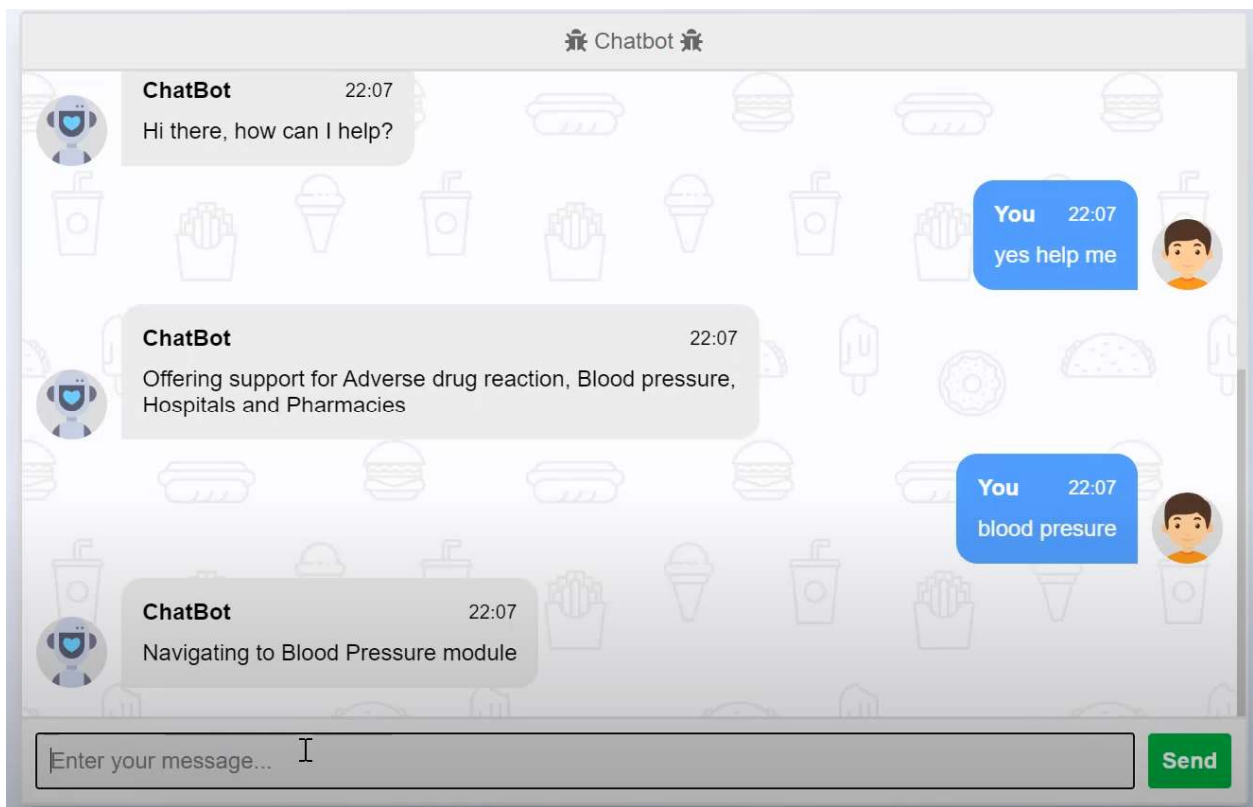 Chatbot
ChatBot 22:07
Hi there, how can I help?
You 22:07
yes help me
ChatBot 22:07
Offering support for Adverse drug reaction, Blood pressure,
Hospitals and Pharmacies
You 22:07
blood presure
ChatBot 22:07
Navigating to Blood Pressure module
Enter your message...
Send